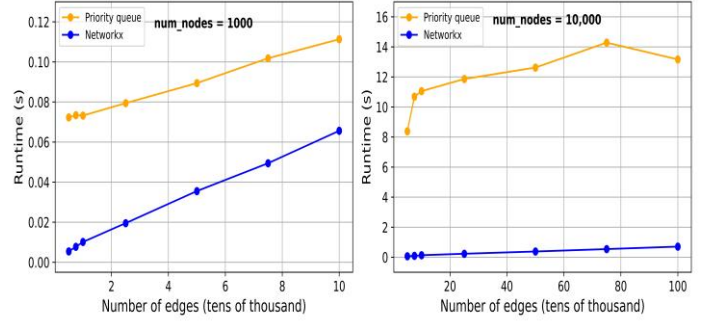 num_nodes = 1000
Priority queue
Networkx
Runtime (s)
0.12
0.10
0.08
0.06
0.04
0.02
0.00
2 4 6 8 10
Number of edges (tens of thousand)
num_nodes = 10,000
Priority queue
Networkx
Runtime (s)
16
14
12
10
8
6
4
2
0
20 40 60 80 100
Number of edges (tens of thousand)